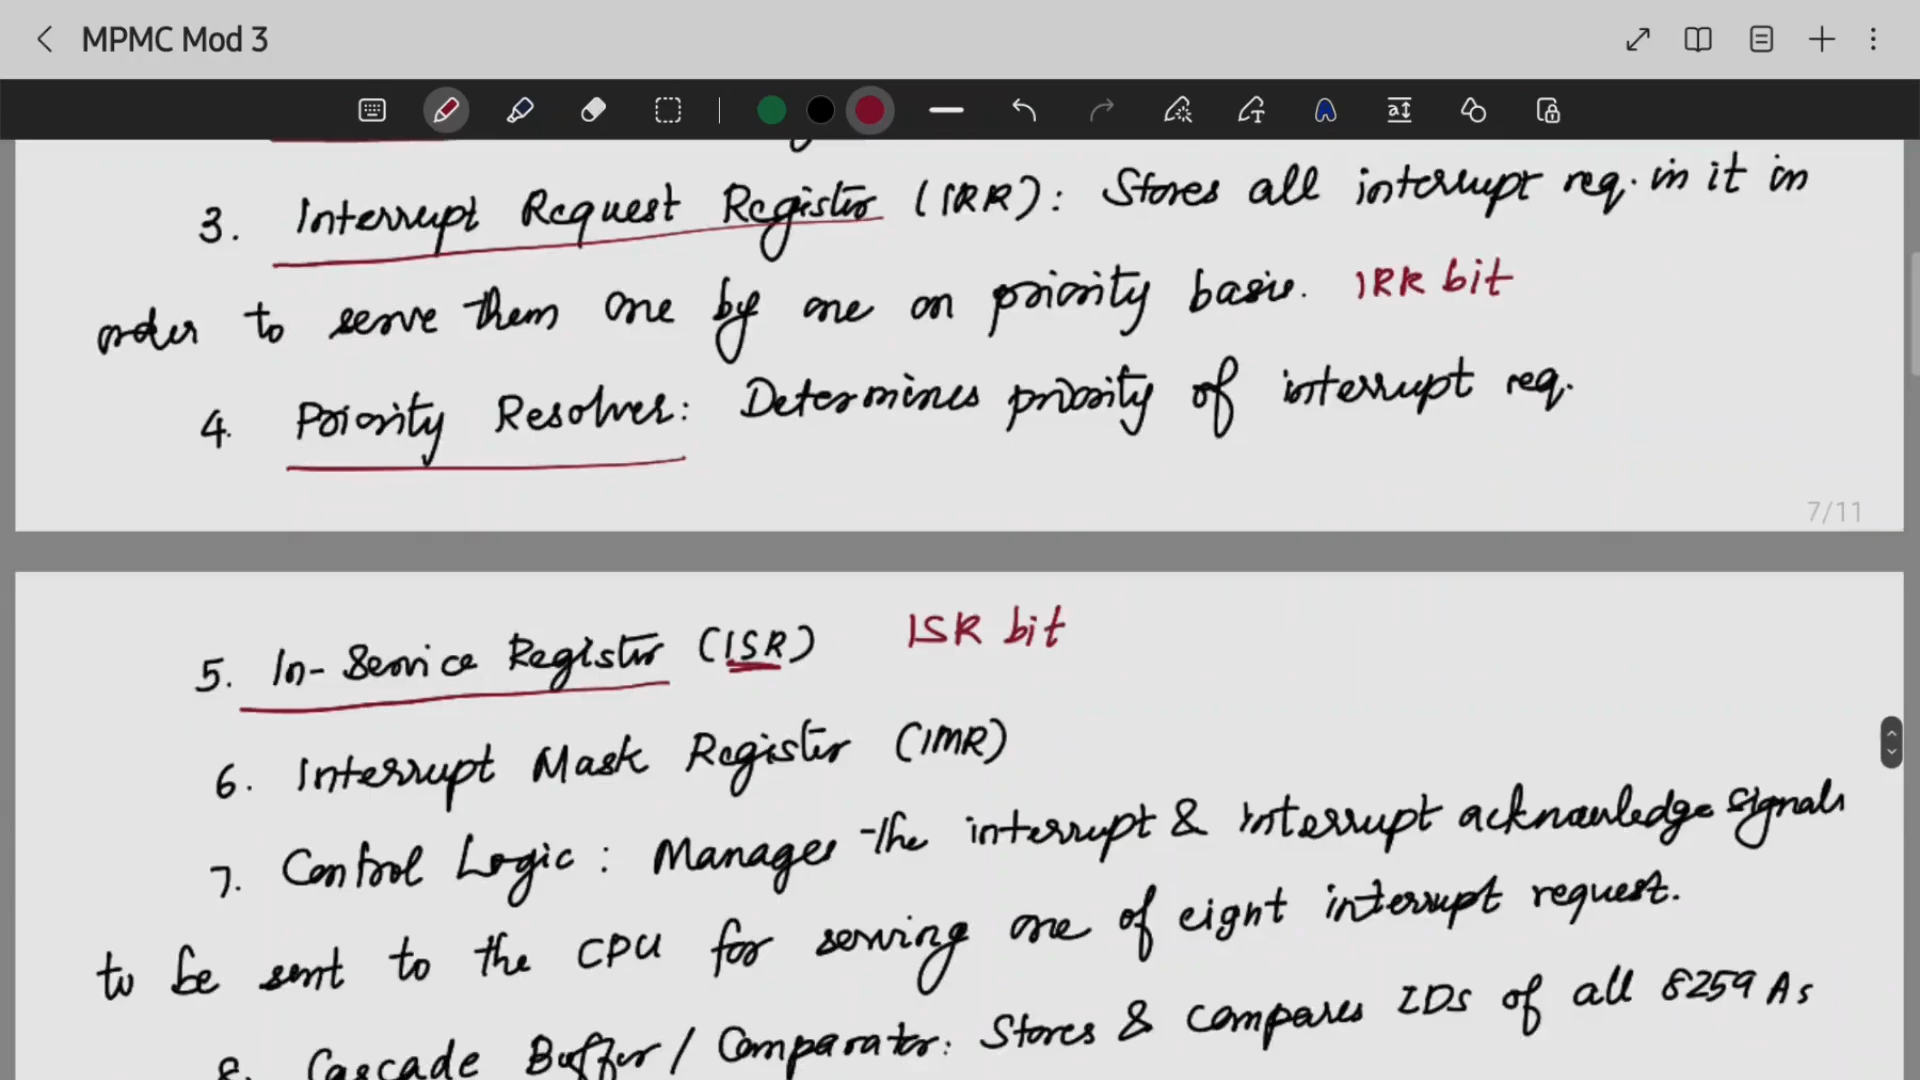 MPMC Mod 3
3. Interrupt Request Register (IRR): Stores all interrupt req. in it in
order to serve them one by one on priority basis. IRR bit
4. Priority Resolver: Determines priority of interrupt req.
7/11
5. In-Service Register (ISR) ISR bit
6. Interrupt Mask Register (IMR)
7. Control Logic: Manages the interrupt & interrupt acknowledge signals
to be sent to the CPU for serving one of eight interrupt request.
8. Cascade Buffer/Comparator: Stores & compares IDs of all 8259 As